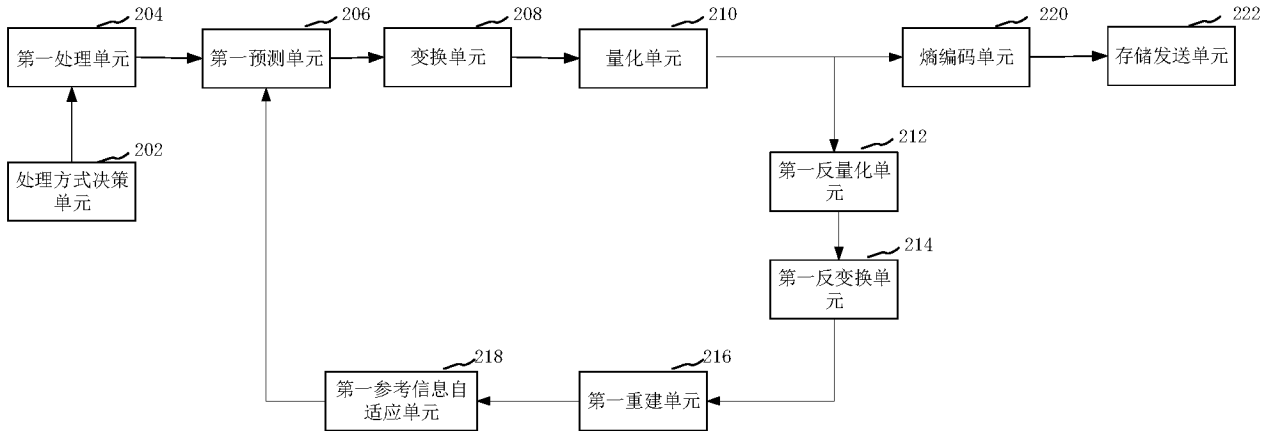 204
206
208
210
220
222
第一处理单元
第一预测单元
变换单元
量化单元
熵编码单元
存储发送单元
202
212
处理方式决策
单元
第一反量化单
元
214
第一反变换单
元
218
216
第一参考信息自
适应单元
第一重建单元